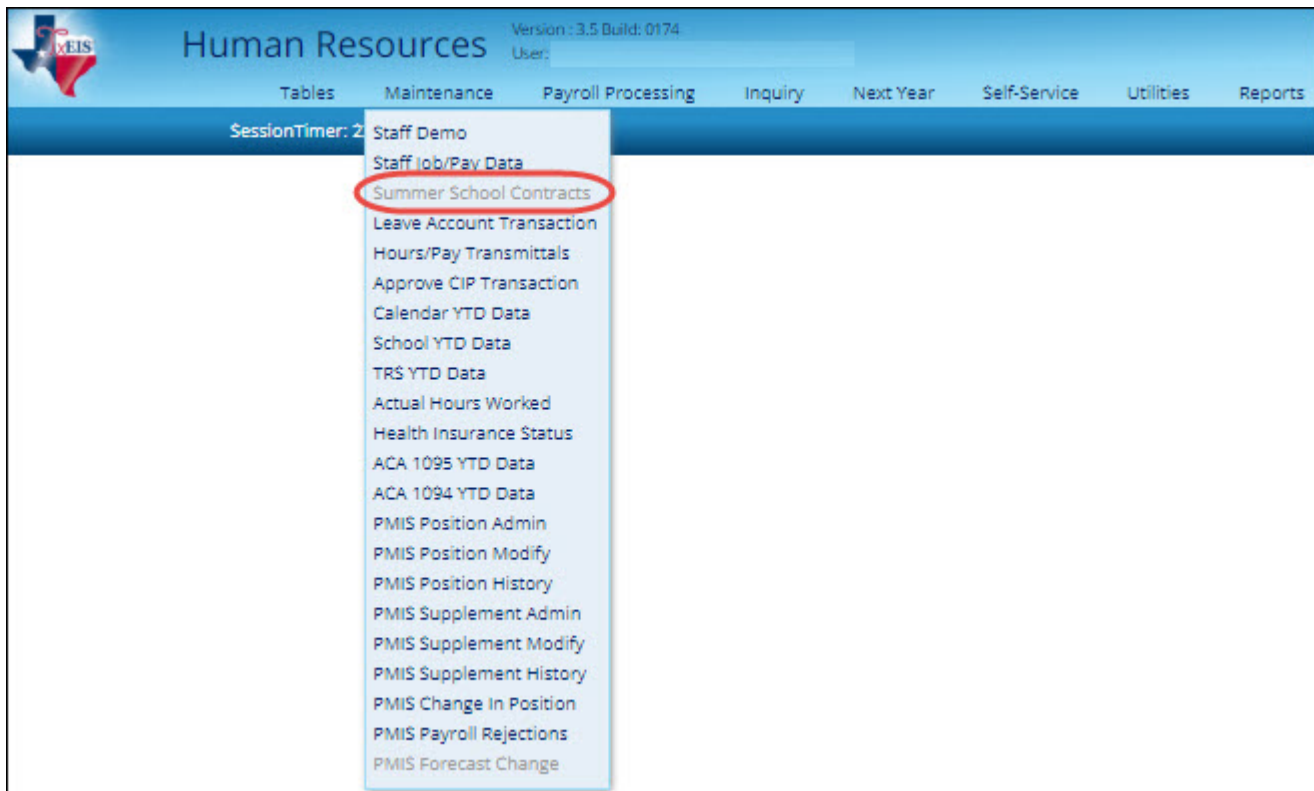 TxEIS
Human Resources
Version : 3.5 Build: 0174
User:
Tables Maintenance Payroll Processing Inquiry Next Year Self-Service Utilities Reports
SessionTimer: 2
Staff Demo
Staff Job/Pay Data
Summer School Contracts
Leave Account Transaction
Hours/Pay Transmittals
Approve CIP Transaction
Calendar YTD Data
School YTD Data
TRS YTD Data
Actual Hours Worked
Health Insurance Status
ACA 1095 YTD Data
ACA 1094 YTD Data
PMIS Position Admin
PMIS Position Modify
PMIS Position History
PMIS Supplement Admin
PMIS Supplement Modify
PMIS Supplement History
PMIS Change In Position
PMIS Payroll Rejections
PMIS Forecast Change